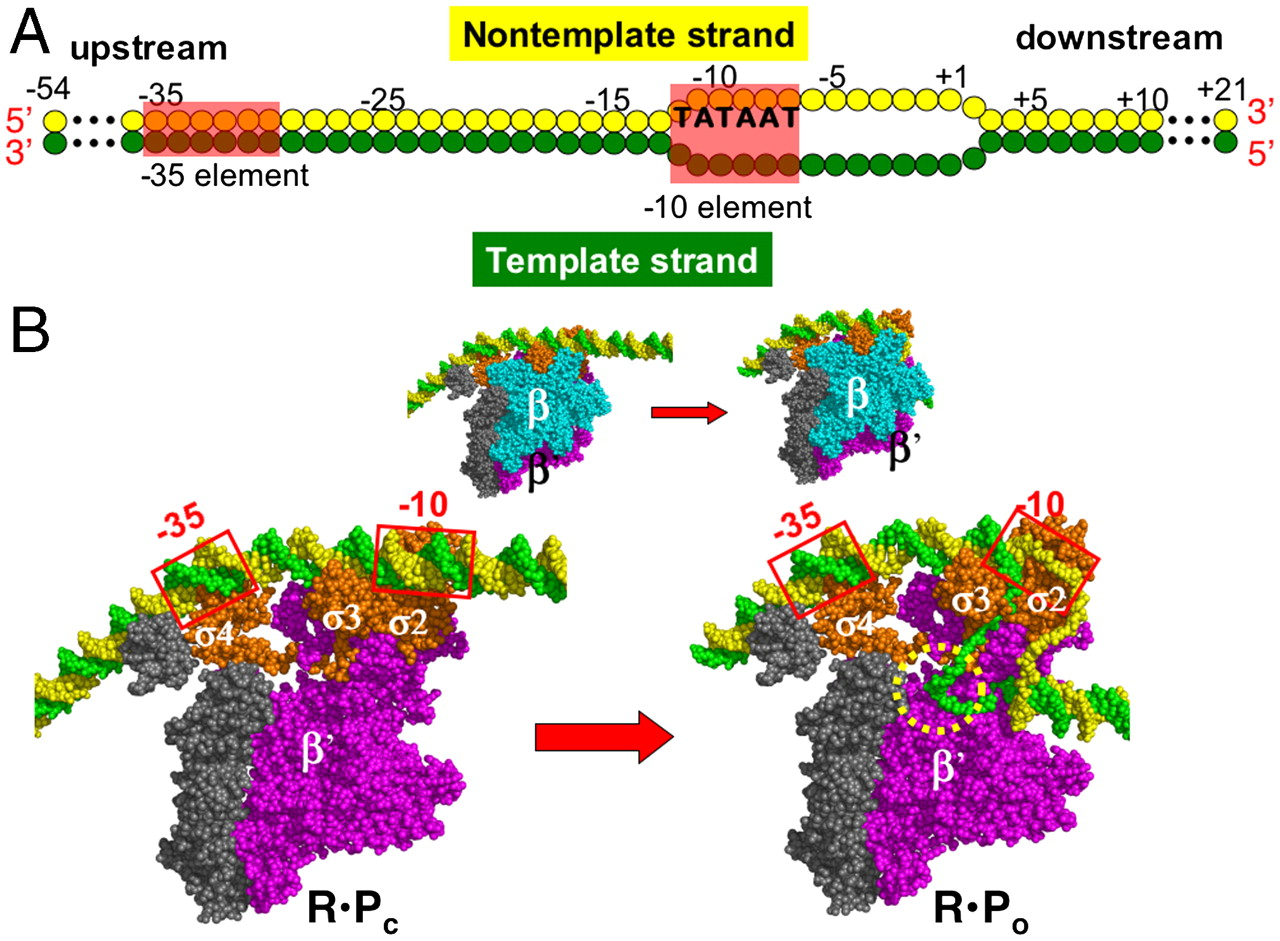 A
upstream
Nontemplate strand
downstream
-54 -35 -25 -15 -10 -5 +1 +5 +10 +21
5’ TATAAT 3’
3’ 5’
-35 element
-10 element
Template strand
B
β β
β’ β’
-35 -10 -35 -10
σ4 σ3 σ2 σ4 σ3 σ2
β’ β’
R·Pc R·Po